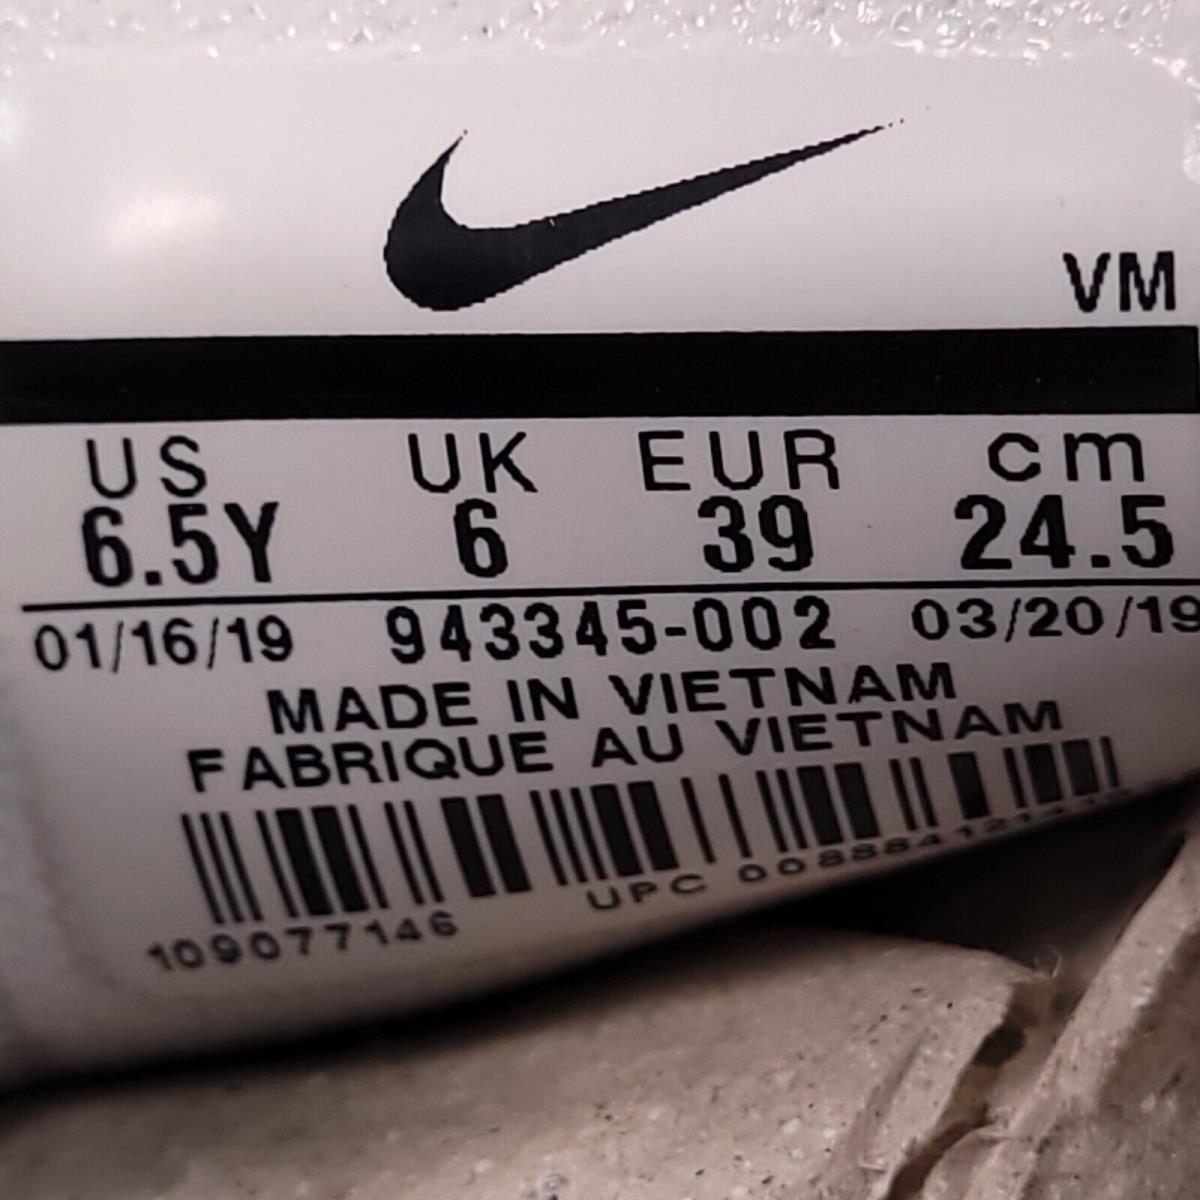 VM
US UK EUR cm
6.5Y 6 39 24.5
01/16/19 943345-002 03/20/19
MADE IN VIETNAM
FABRIQUE AU VIETNAM
109077146 UPC